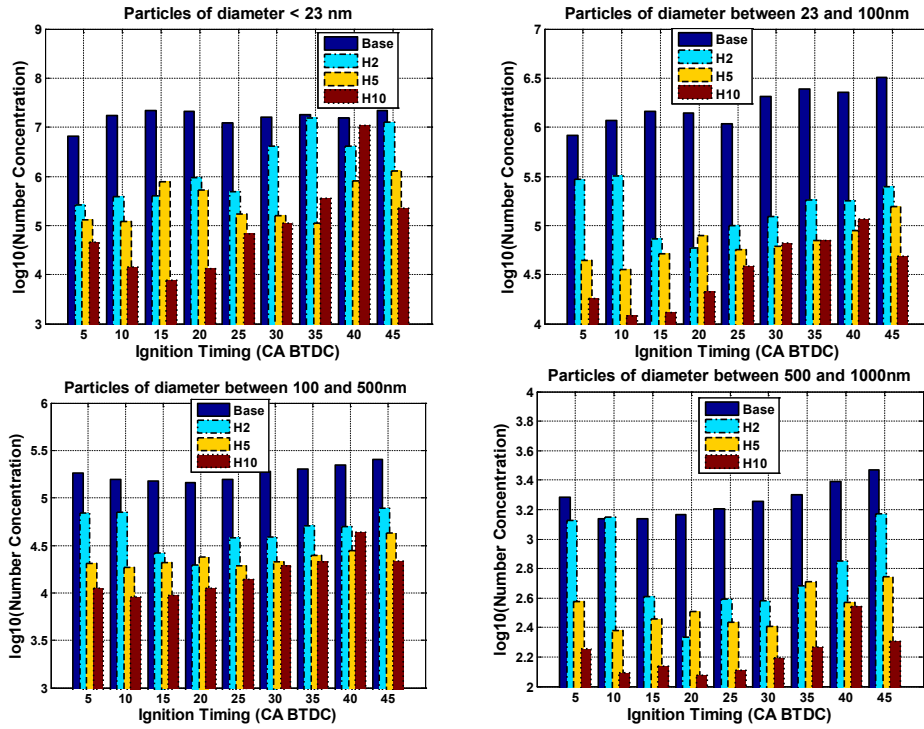 Particles of diameter < 23 nm
log10(Number Concentration)
9
8
7
6
5
4
3
Base
H2
H5
H10
5 10 15 20 25 30 35 40 45
Ignition Timing (CA BTDC)
Particles of diameter between 23 and 100nm
log10(Number Concentration)
7
6.5
6
5.5
5
4.5
4
Base
H2
H5
H10
5 10 15 20 25 30 35 40 45
Ignition Timing (CA BTDC)
Particles of diameter between 100 and 500nm
log10(Number Concentration)
6
5.5
5
4.5
4
3.5
3
Base
H2
H5
H10
5 10 15 20 25 30 35 40 45
Ignition Timing (CA BTDC)
Particles of diameter between 500 and 1000nm
log10(Number Concentration)
4
3.8
3.6
3.4
3.2
3
2.8
2.6
2.4
2.2
2
Base
H2
H5
H10
5 10 15 20 25 30 35 40 45
Ignition Timing (CA BTDC)